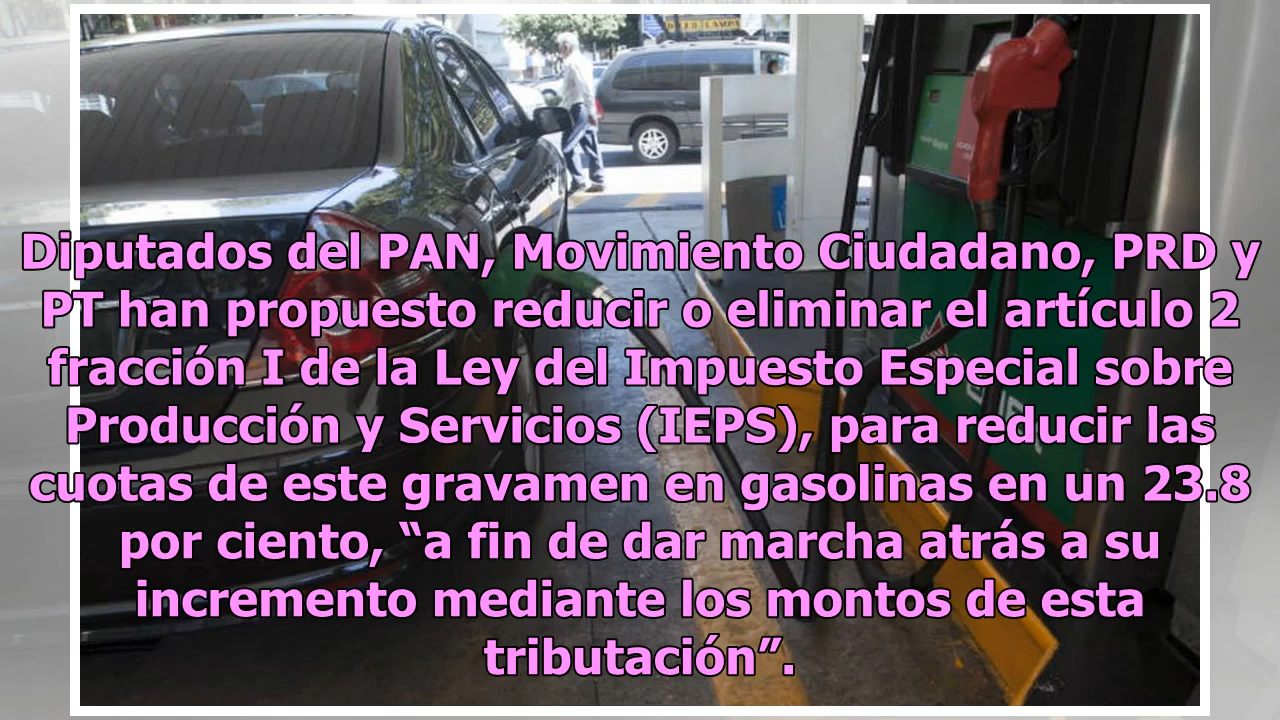 Diputados del PAN, Movimiento Ciudadano, PRD y
PT han propuesto reducir o eliminar el artículo 2
fracción I de la Ley del Impuesto Especial sobre
Producción y Servicios (IEPS), para reducir las
cuotas de este gravamen en gasolinas en un 23.8
por ciento, “a fin de dar marcha atrás a su
incremento mediante los montos de esta
tributación”.